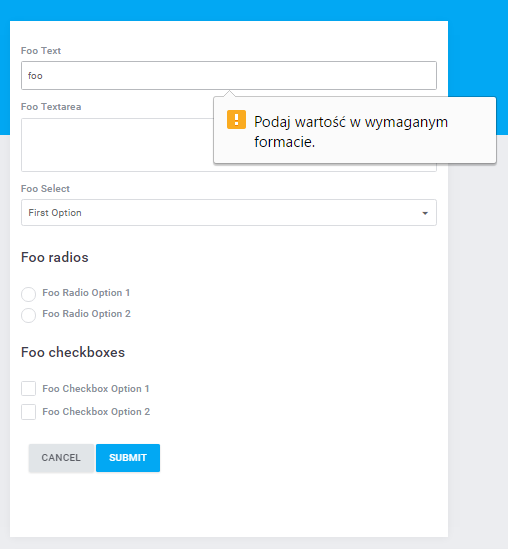 Foo Text
foo
Foo Textarea
Podaj wartość w wymaganym
formacie.
Foo Select
First Option
Foo radios
Foo Radio Option 1
Foo Radio Option 2
Foo checkboxes
Foo Checkbox Option 1
Foo Checkbox Option 2
CANCEL SUBMIT